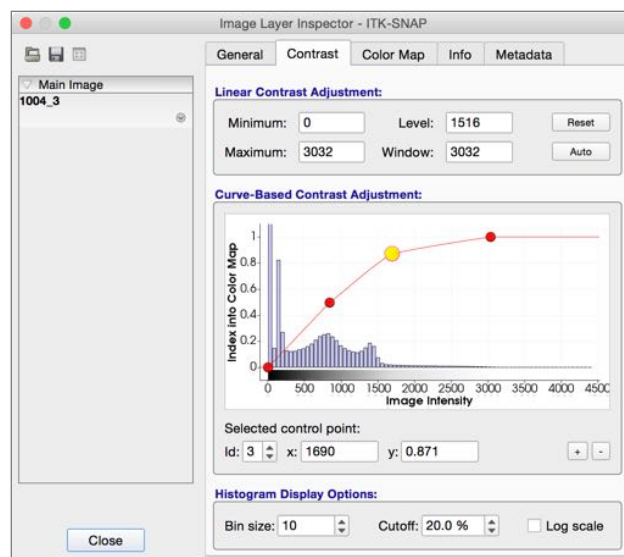 Image Layer Inspector - ITK-SNAP
General Contrast Color Map Info Metadata
Main Image
1004_3
Linear Contrast Adjustment:
Minimum: 0 Level: 1516 Reset
Maximum: 3032 Window: 3032 Auto
Curve-Based Contrast Adjustment:
Index into Color Map
1
0.8
0.6
0.4
0.2
0
0 500 1000 1500 2000 2500 3000 3500 4000 4500
Image Intensity
Selected control point:
Id: 3 x: 1690 y: 0.871 + -
Histogram Display Options:
Bin size: 10 Cutoff: 20.0 % Log scale
Close